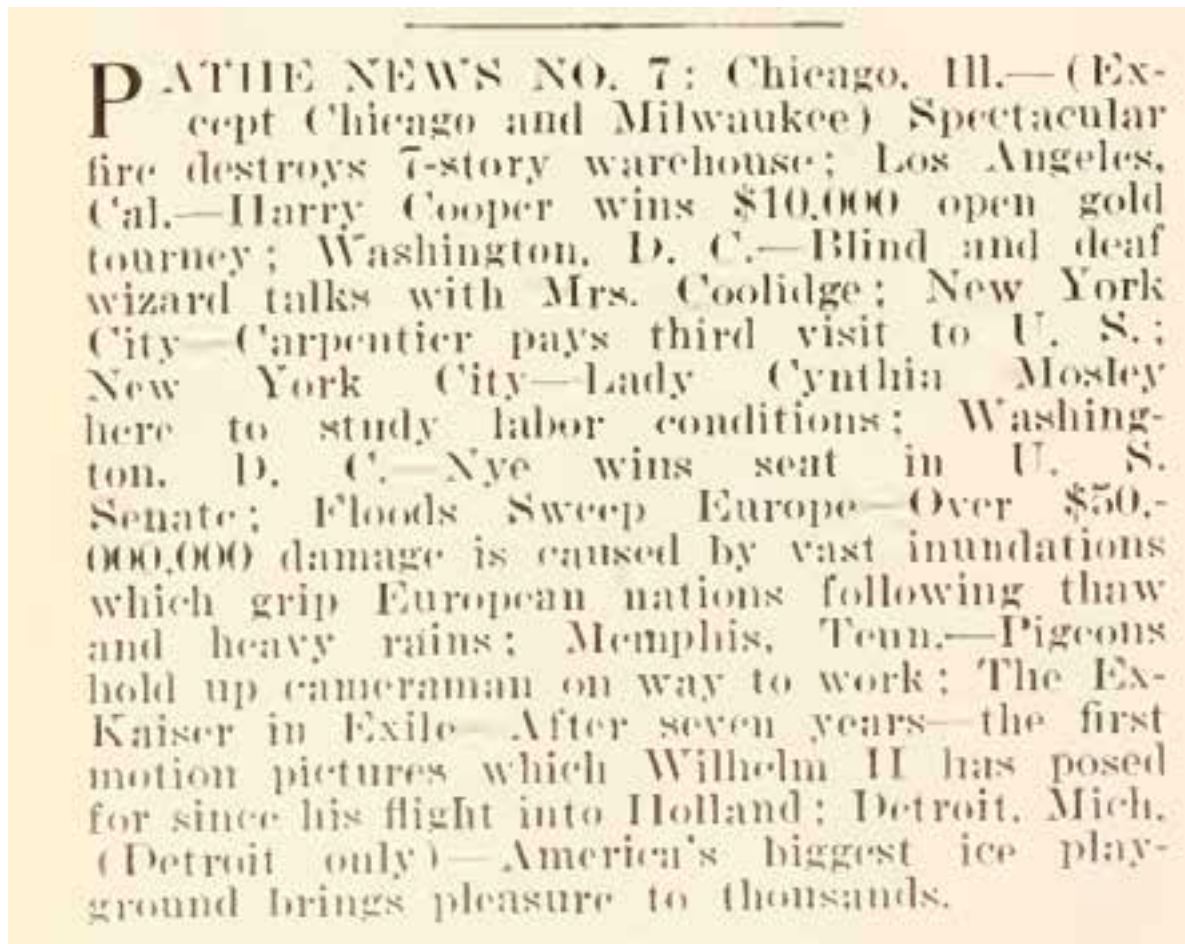 PATHE NEWS NO. 7: Chicago, Ill.—(Ex-
cept Chicago and Milwaukee) Spectacular
fire destroys 7-story warehouse; Los Angeles,
Cal.—Harry Cooper wins $10,000 open gold
tourney; Washington, D. C.—Blind and deaf
wizard talks with Mrs. Coolidge; New York
City—Carpentier pays third visit to U. S.;
New York City—Lady Cynthia Mosley
here to study labor conditions; Washing-
ton, D. C.—Nye wins seat in U. S.
Senate; Floods Sweep Europe—Over $50,-
000,000 damage is caused by vast inundations
which grip European nations following thaw
and heavy rains; Memphis, Tenn.—Pigeons
hold up cameraman on way to work; The Ex-
Kaiser in Exile—After seven years—the first
motion pictures which Wilhelm II has posed
for since his flight into Holland; Detroit, Mich.
(Detroit only)—America's biggest ice play-
ground brings pleasure to thousands.